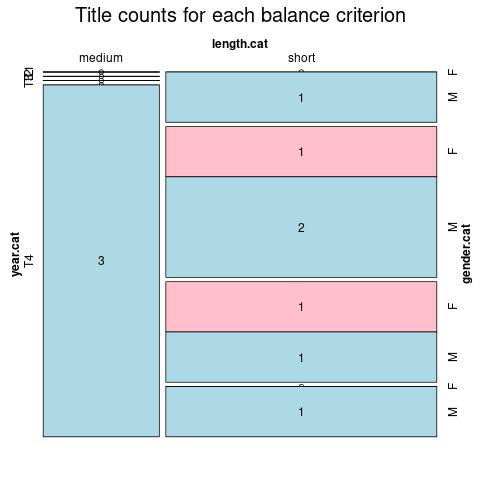 Title counts for each balance criterion
length.cat
medium
short
year.cat
T4
3
1
1
2
1
1
1
F
M
F
M
F
M
F
M
gender.cat